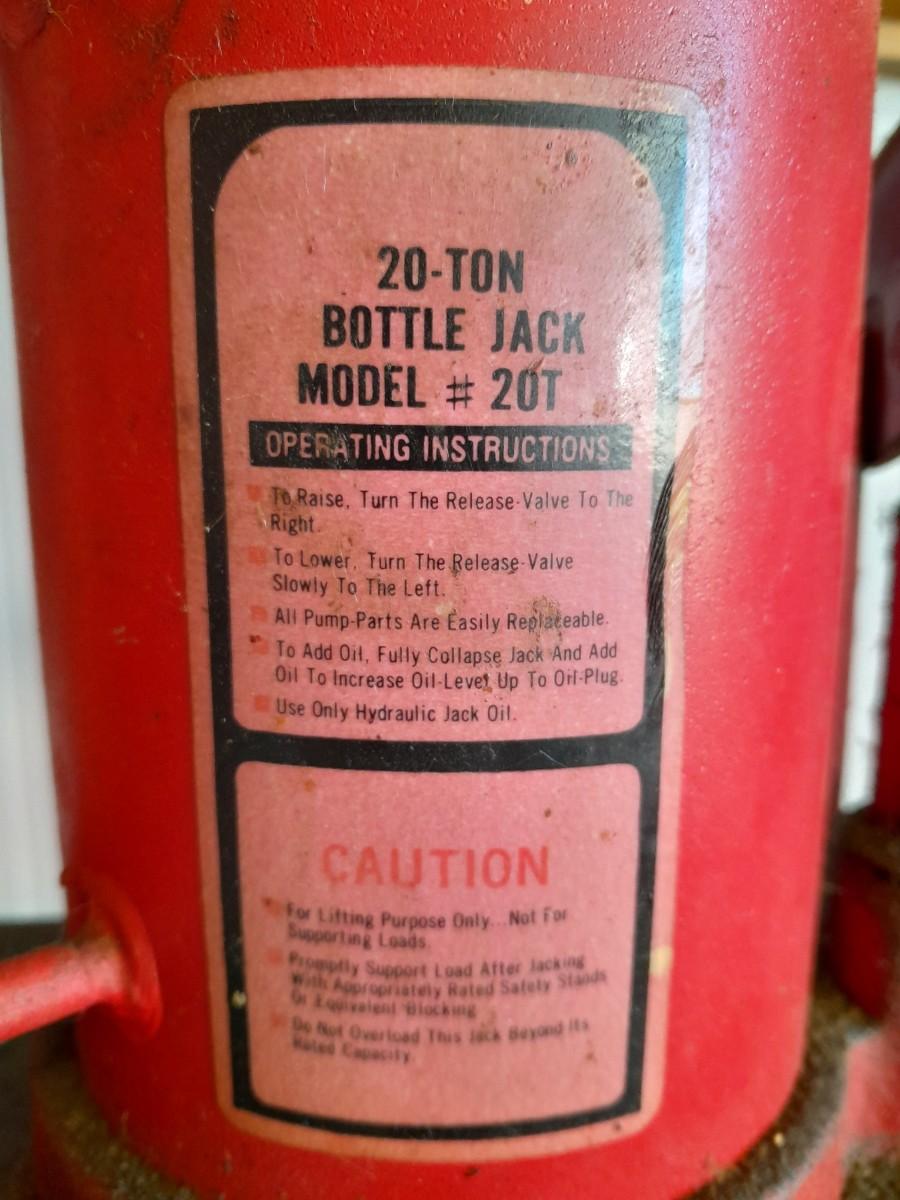 20-TON
BOTTLE JACK
MODEL # 20T
OPERATING INSTRUCTIONS
To Raise, Turn The Release-Valve To The
Right.
To Lower, Turn The Release-Valve
Slowly To The Left.
All Pump-Parts Are Easily Replaceable.
To Add Oil, Fully Collapse Jack And Add
Oil To Increase Oil-Level Up To Oil-Plug.
Use Only Hydraulic Jack Oil.
CAUTION
For Lifting Purpose Only...Not For
Supporting Loads.
Promptly Support Load After Jacking
With Appropriately Rated Safety Stands
Or Equivalent Blocking
Do Not Overload This Jack Beyond Its
Rated Capacity.